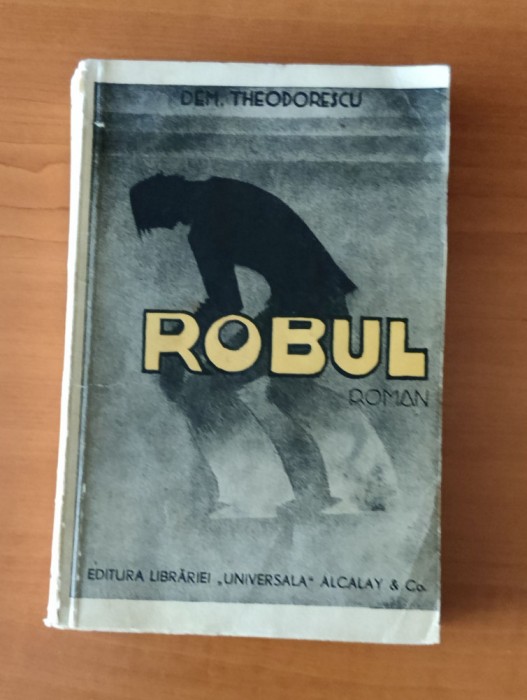 DEM. THEODORESCU
ROBUL
ROMAN
EDITURA LIBRĂRIEI „UNIVERSALA" ALCALAY & Co.